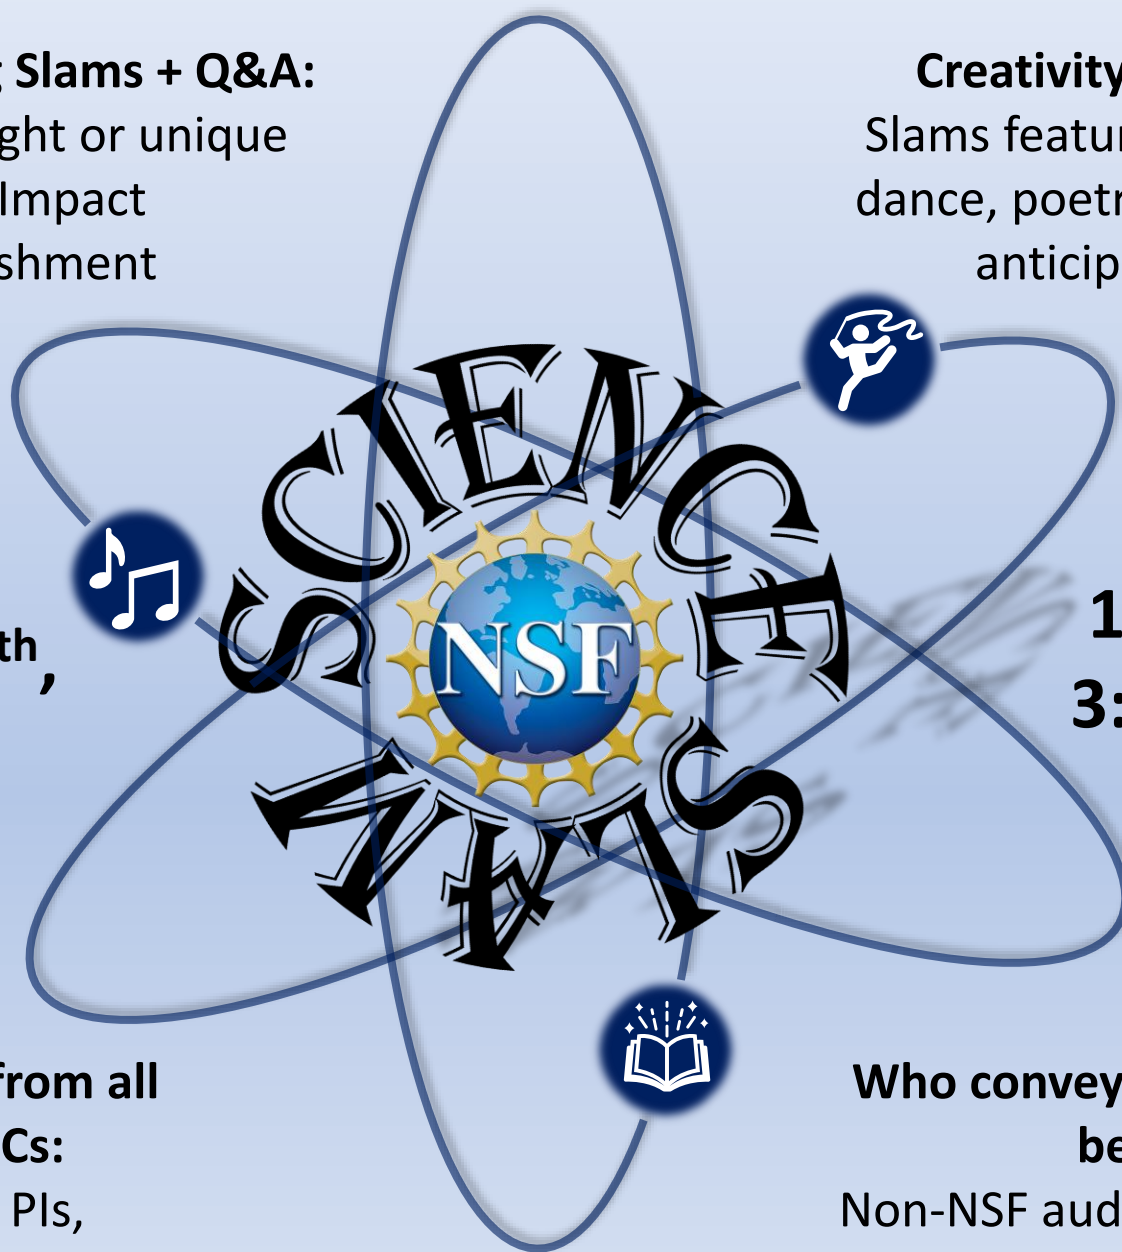 g Slams + Q&A:
ght or unique
Impact
shment
Creativity
Slams featur
dance, poetr
anticip
SCIENCE
NSF
SLAM
th,
1
3:
from all
Cs:
PIs,
Who convey
be
Non-NSF aud